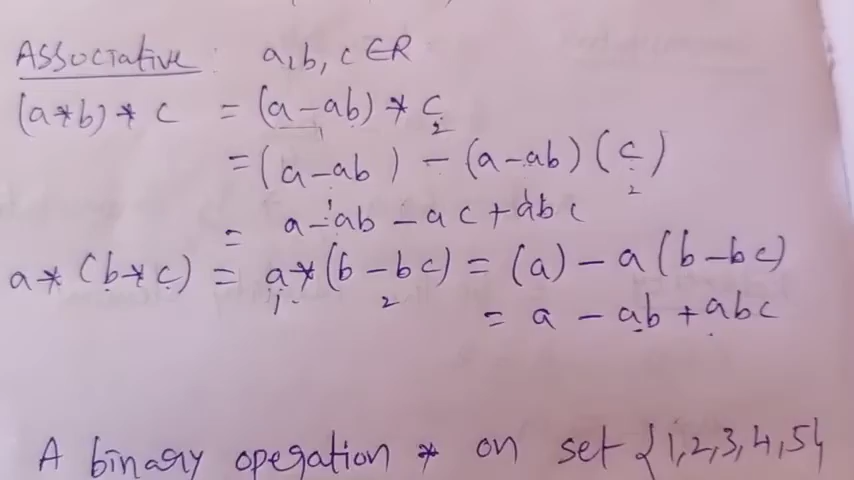 Associative : a,b, c ∈ R
(a*b) * c = (a-ab) * c
= (a-ab) - (a-ab) (c)
= a-ab - ac + abc
a* (b*c) = a*(b-bc) = (a) - a(b-bc)
= a - ab + abc
A binary operation * on set {1,2,3,4,5}